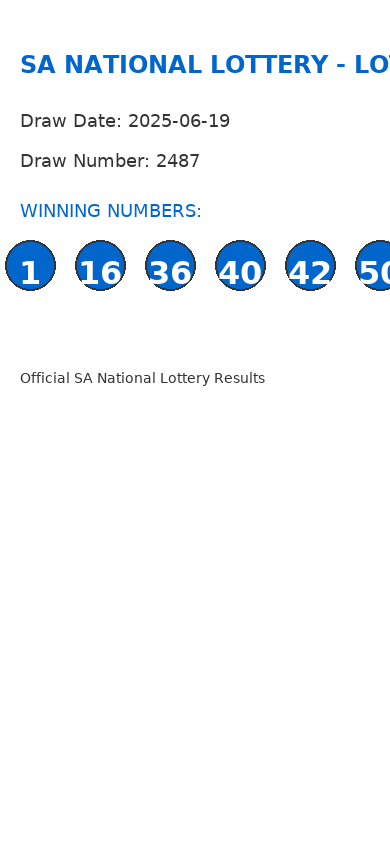 SA NATIONAL LOTTERY - LO
Draw Date: 2025-06-19
Draw Number: 2487
WINNING NUMBERS:
1 16 36 40 42 50
Official SA National Lottery Results